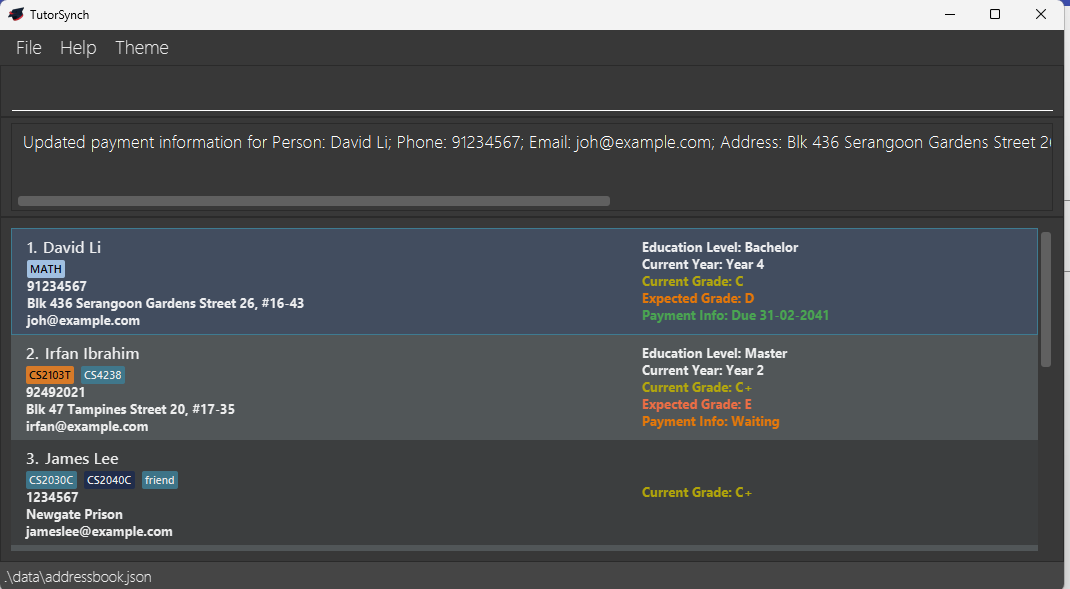 TutorSynch
File Help Theme
Updated payment information for Person: David Li; Phone: 91234567; Email: joh@example.com; Address: Blk 436 Serangoon Gardens Street
1. David Li
MATH
91234567
Blk 436 Serangoon Gardens Street 26, #16-43
joh@example.com
Education Level: Bachelor
Current Year: Year 4
Current Grade: C
Expected Grade: D
Payment Info: Due 31-02-2041
2. Irfan Ibrahim
CS2103T CS4238
92492021
Blk 47 Tampines Street 20, #17-35
irfan@example.com
Education Level: Master
Current Year: Year 2
Current Grade: C+
Expected Grade: E
Payment Info: Waiting
3. James Lee
CS2030C CS2040C friend
1234567
Newgate Prison
jameslee@example.com
Current Grade: C+
.\data\addressbook.json